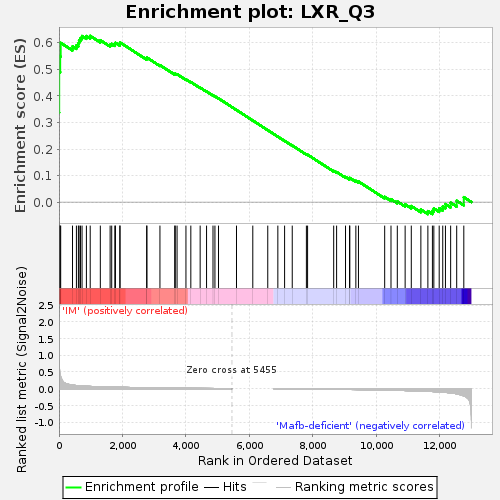 Enrichment plot: LXR_Q3
Enrichment score (ES)
0.6
0.5
0.4
0.3
0.2
0.1
0.0
'IM' (positively correlated)
Ranked list metric (Signal2Noise)
2.5
2.0
1.5
1.0
0.5
0.0
-0.5
-1.0
Zero cross at 5455
'Mafb-deficient' (negatively correlated)
0 2,000 4,000 6,000 8,000 10,000 12,000
Rank in Ordered Dataset
Enrichment profile Hits Ranking metric scores